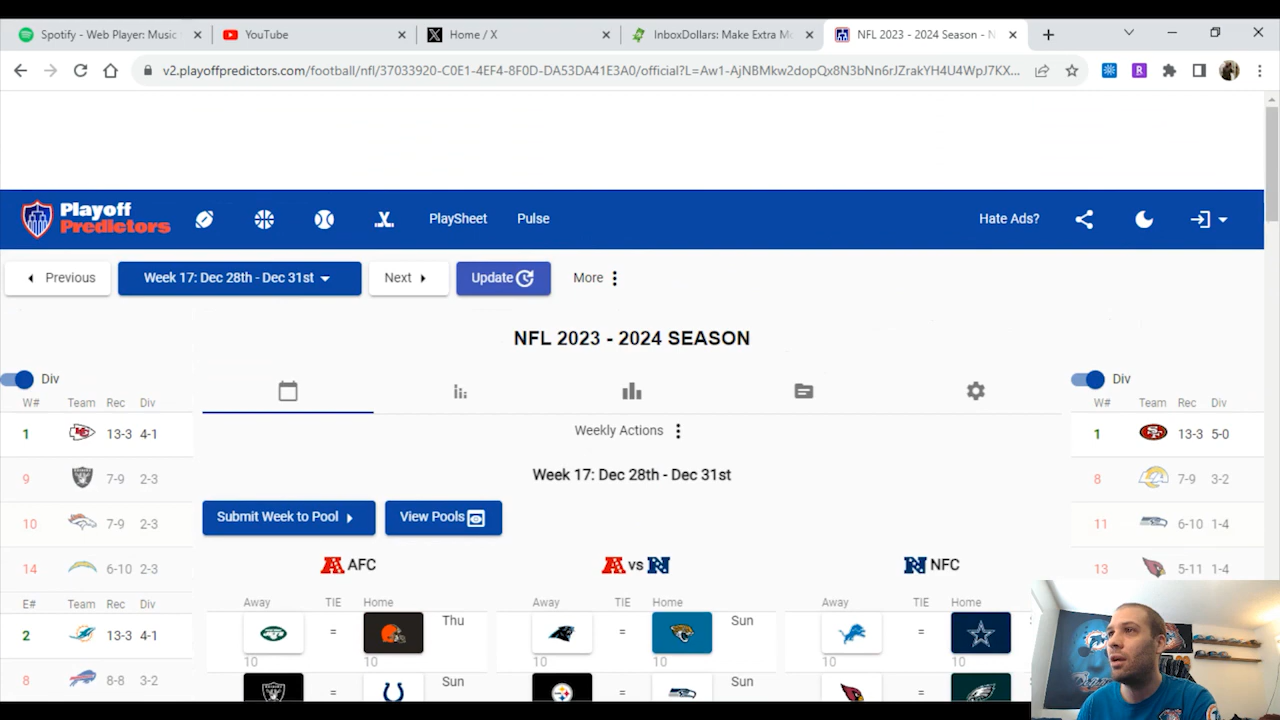 Spotify - Web Player: Music
YouTube
Home / X
InboxDollars: Make Extra Mo
NFL 2023 - 2024 Season - N
v2.playoffpredictors.com/football/nfl/37033920-C0E1-4EF4-8F0D-DA53DA41E3A0/official?L=Aw1-AjNBMkw2dopQx8N3bNn6rJZrakYH4U4WpJ7KX...
Playoff
Predictors
PlaySheet
Pulse
Hate Ads?
Previous
Week 17: Dec 28th - Dec 31st
Next
Update
More
NFL 2023 - 2024 SEASON
Div
Div
W# Team Rec Div
1 13-3 4-1
9 7-9 2-3
10 7-9 2-3
14 6-10 2-3
E# Team Rec Div
2 13-3 4-1
8 8-8 3-2
Weekly Actions
Week 17: Dec 28th - Dec 31st
Submit Week to Pool
View Pools
AFC
Away TIE Home
= Thu
10 10
= Sun
A vs N
Away TIE Home
= Sun
10 10
= Sun
NFC
Away TIE Home
=
10 10
=
W# Team Rec Div
1 13-3 5-0
8 7-9 3-2
11 6-10 1-4
13 5-11 1-4